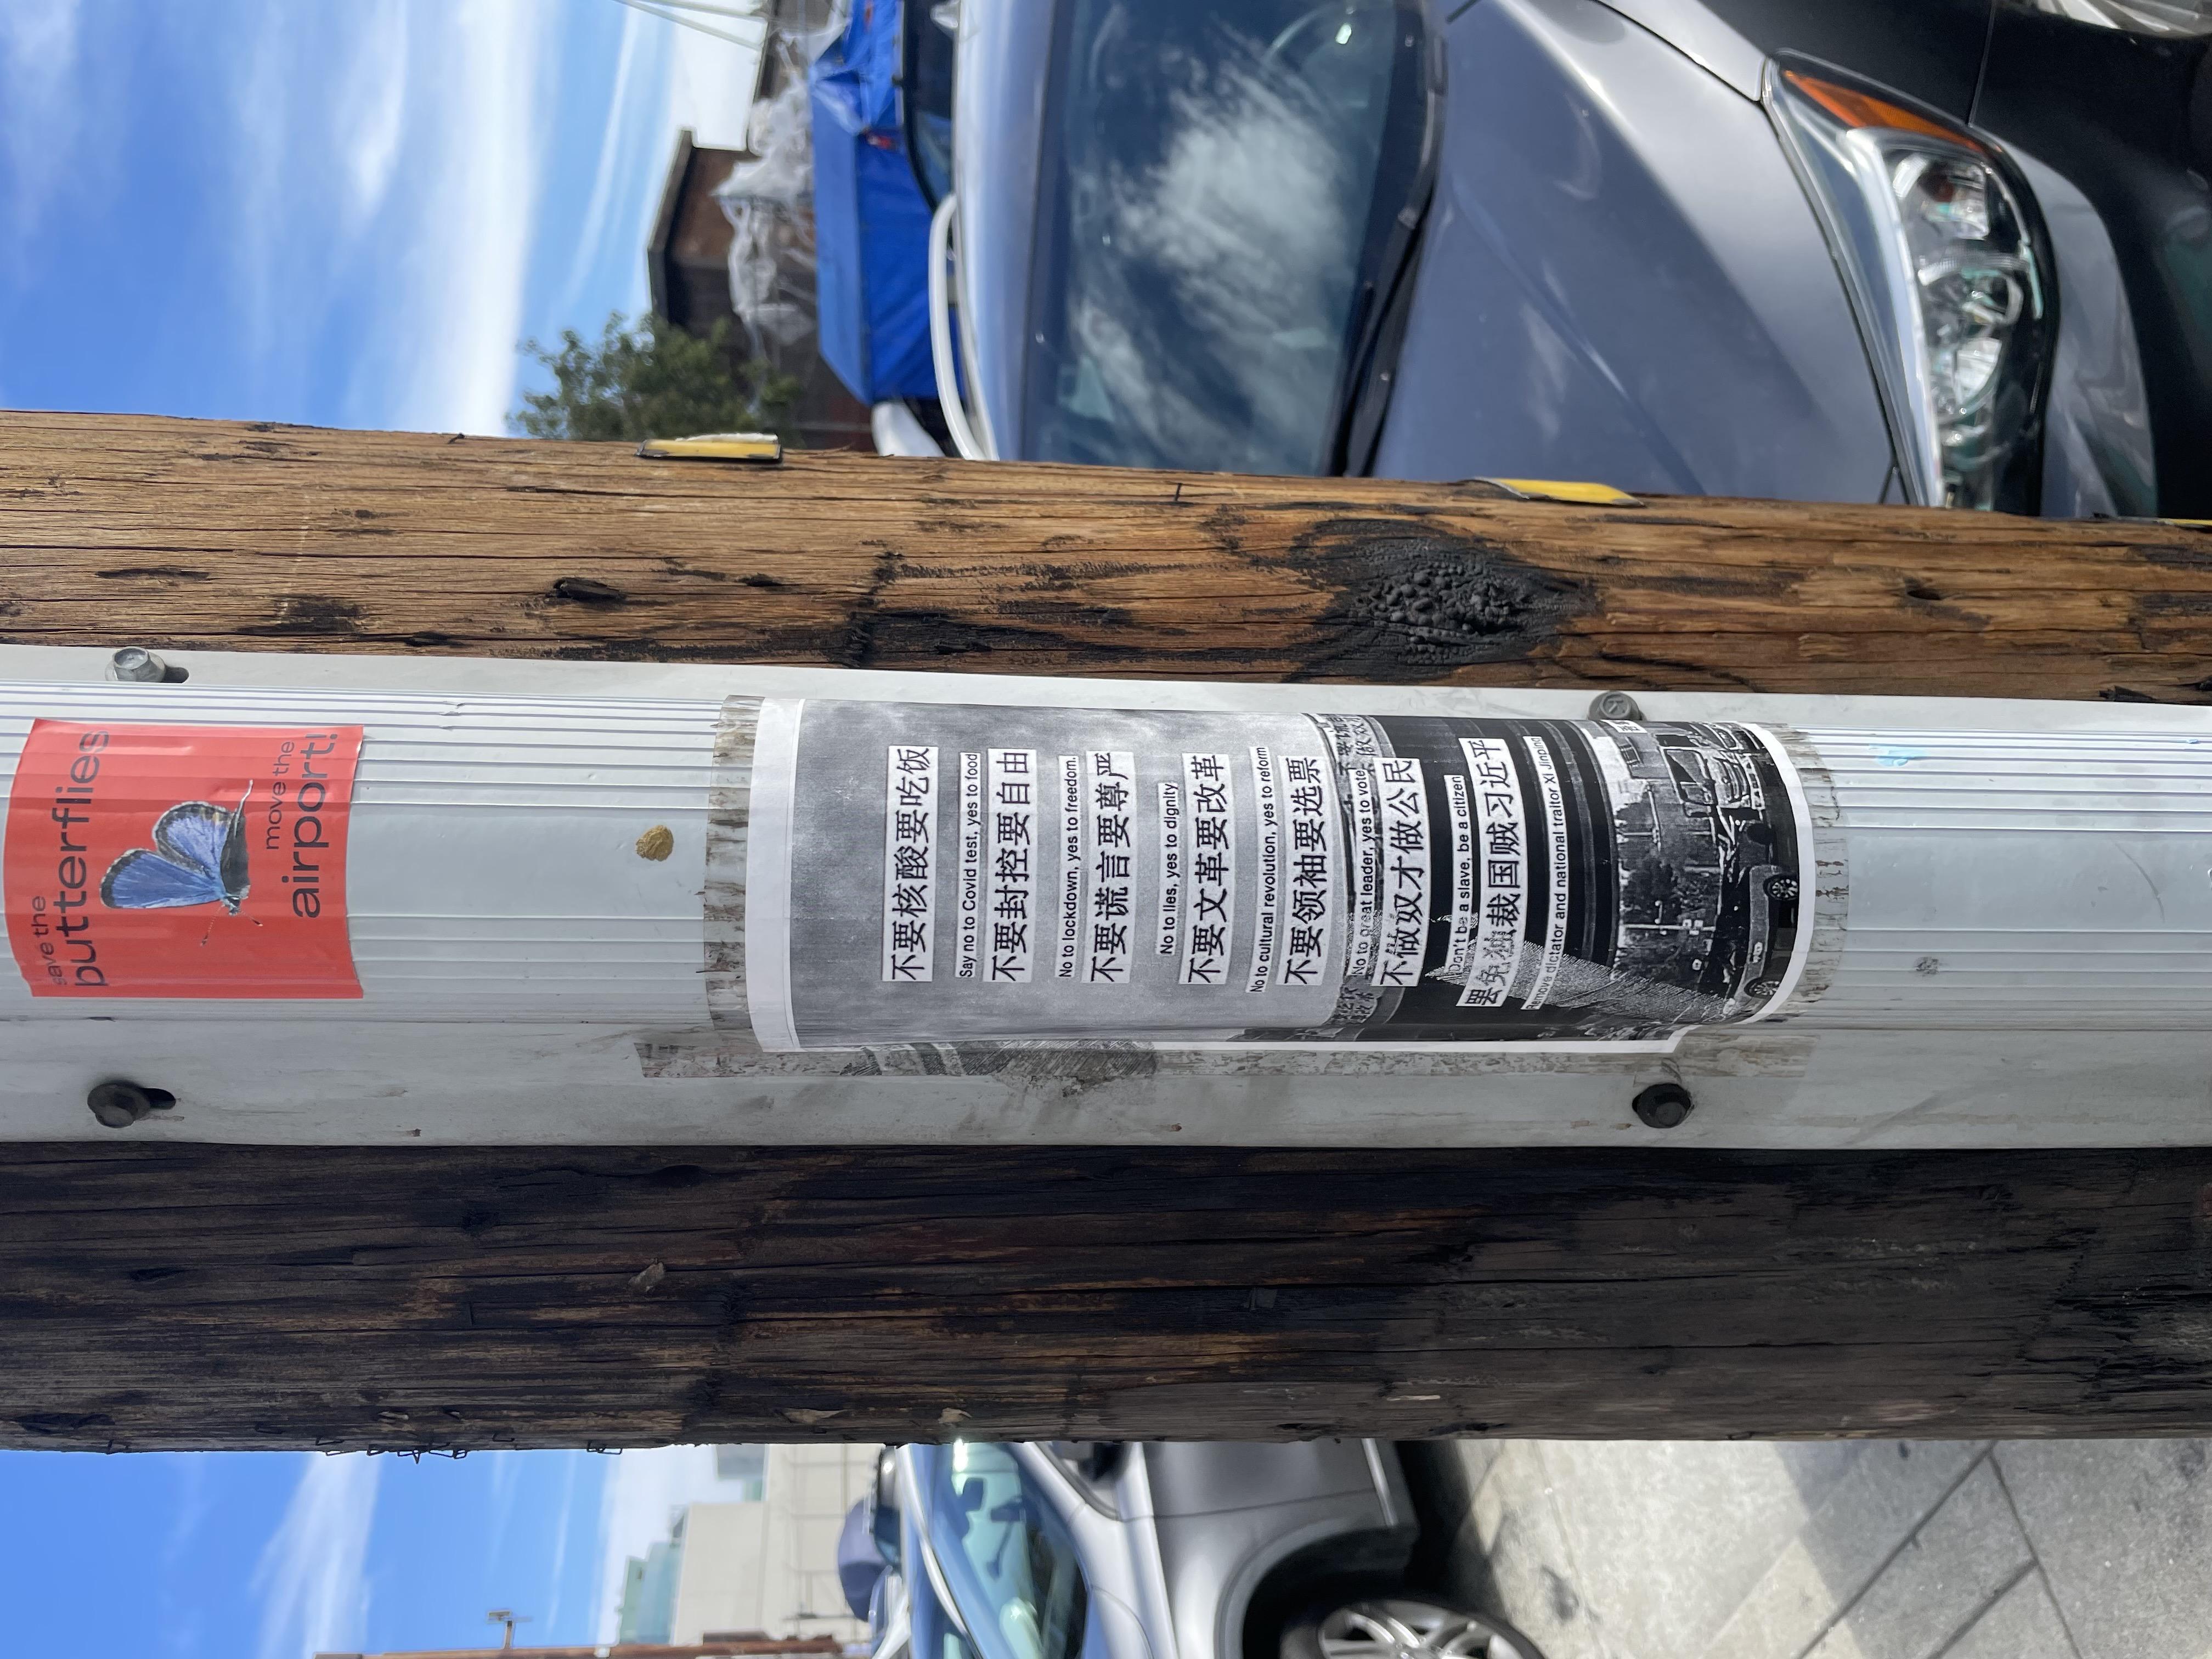 save the
butterflies
move the
airport!
不要核酸要吃饭
Say no to Covid test, yes to food
不要封控要自由
No to lockdown, yes to freedom.
不要谎言要尊严
No to lies, yes to dignity
不要文革要改革
No to cultural revolution, yes to reform
不要领袖要选票
No to great leader, yes to vote
不做奴才做公民
Don't be a slave, be a citizen
罢免独裁国贼习近平
Remove dictator and national traitor Xi Jinping